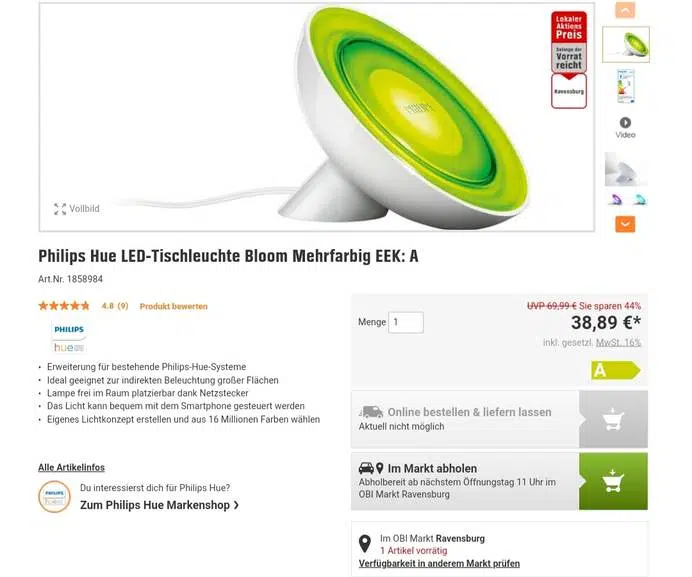 Lokaler
Aktions
Preis
Solange der
Vorrat
reicht
Ravensburg
PHILIPS
Video
Vollbild
Philips Hue LED-Tischleuchte Bloom Mehrfarbig EEK: A
Art.Nr. 1858984
4.8 (9) Produkt bewerten
PHILIPS
hue
• Erweiterung für bestehende Philips-Hue-Systeme
• Ideal geeignet zur indirekten Beleuchtung großer Flächen
• Lampe frei im Raum platzierbar dank Netzstecker
• Das Licht kann bequem mit dem Smartphone gesteuert werden
• Eigenes Lichtkonzept erstellen und aus 16 Millionen Farben wählen
Alle Artikelinfos
Du interessierst dich für Philips Hue?
Zum Philips Hue Markenshop ❯
UVP 69,99 € Sie sparen 44%
Menge 1
38,89 €*
inkl. gesetzl. MwSt. 16%
A
Online bestellen & liefern lassen
Aktuell nicht möglich
Im Markt abholen
Abholbereit ab nächstem Öffnungstag 11 Uhr im
OBI Markt Ravensburg
Im OBI Markt Ravensburg
1 Artikel vorrätig
Verfügbarkeit in anderem Markt prüfen